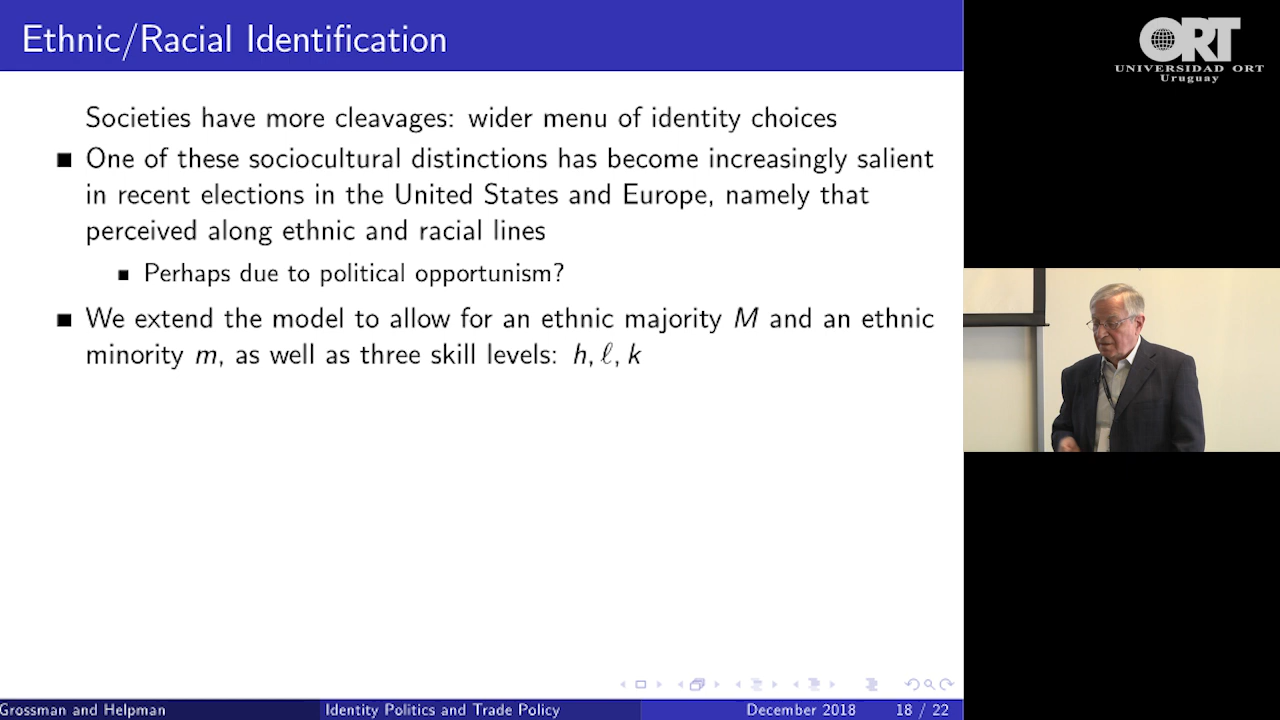 Ethnic/Racial Identification
Societies have more cleavages: wider menu of identity choices
One of these sociocultural distinctions has become increasingly salient
in recent elections in the United States and Europe, namely that
perceived along ethnic and racial lines
Perhaps due to political opportunism?
We extend the model to allow for an ethnic majority M and an ethnic
minority m, as well as three skill levels: h, ℓ, k
Grossman and Helpman
Identity Politics and Trade Policy
December 2018
18 / 22
ORT
UNIVERSIDAD ORT
Uruguay